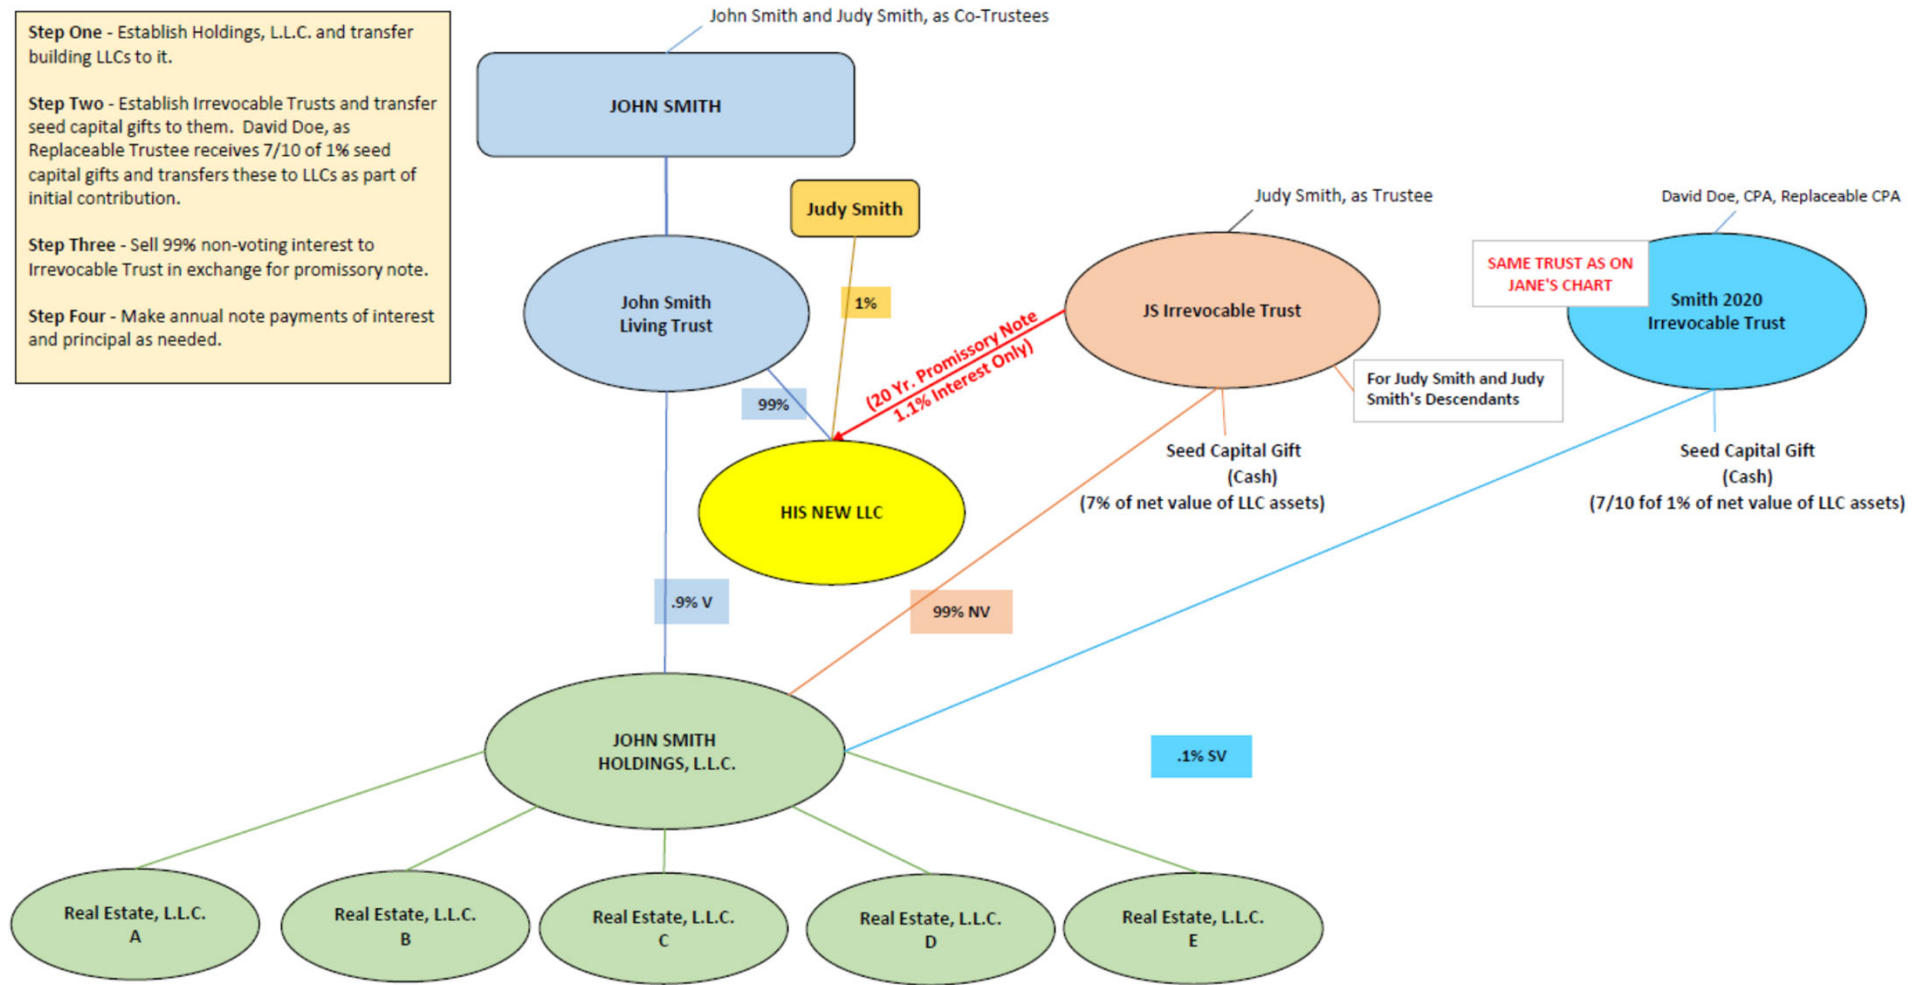 Step One - Establish Holdings, L.L.C. and transfer
building LLCs to it.
Step Two - Establish Irrevocable Trusts and transfer
seed capital gifts to them. David Doe, as
Replaceable Trustee receives 7/10 of 1% seed
capital gifts and transfers these to LLCs as part of
initial contribution.
Step Three - Sell 99% non-voting interest to
Irrevocable Trust in exchange for promissory note.
Step Four - Make annual note payments of interest
and principal as needed.
John Smith and Judy Smith, as Co-Trustees
JOHN SMITH
Judy Smith
Judy Smith, as Trustee
David Doe, CPA, Replaceable CPA
John Smith
Living Trust
1%
99%
(20 Yr. Promissory Note
1.1% Interest Only)
JS Irrevocable Trust
SAME TRUST AS ON
JANE'S CHART
Smith 2020
Irrevocable Trust
For Judy Smith and Judy
Smith's Descendants
HIS NEW LLC
Seed Capital Gift
(Cash)
(7% of net value of LLC assets)
Seed Capital Gift
(Cash)
(7/10 fof 1% of net value of LLC assets)
.9% V
99% NV
.1% SV
JOHN SMITH
HOLDINGS, L.L.C.
Real Estate, L.L.C.
A
Real Estate, L.L.C.
B
Real Estate, L.L.C.
C
Real Estate, L.L.C.
D
Real Estate, L.L.C.
E